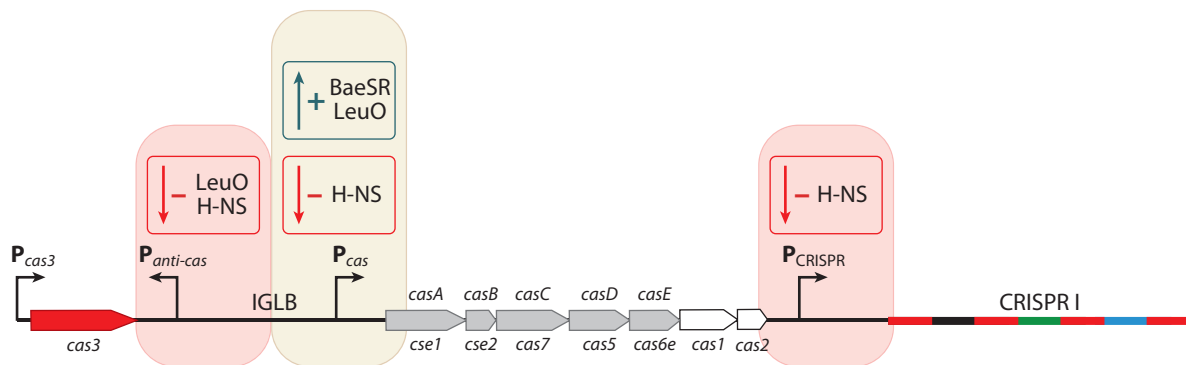 + BaeSR
LeuO
– LeuO
H-NS
– H-NS
– H-NS
Pcas3
Panti-cas
Pcas
PCRISPR
IGLB
casA casB casC casD casE
CRISPR I
cas3
cse1 cse2 cas7 cas5 cas6e cas1 cas2